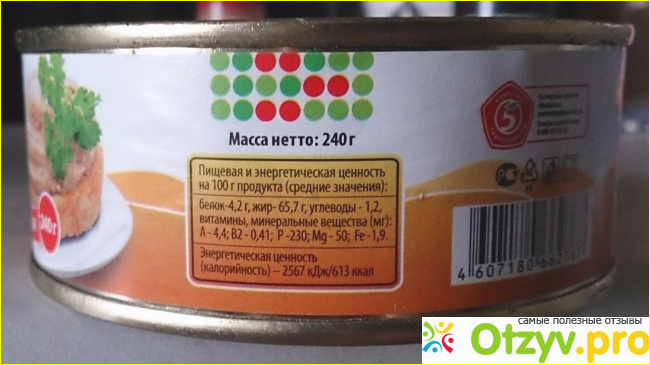 Масса нетто: 240 г
Пищевая и энергетическая ценность
на 100 г продукта (средние значения):
белок-4,2 г, жир- 65,7 г, углеводы - 1,2,
витамины, минеральные вещества (мг):
А - 4,4; В2 - 0,41; Р -230; Mg - 50; Fe -1,9.
Энергетическая ценность
(калорийность) – 2567 кДж/613 ккал
240 г
5
4 607180
самые полезные отзывы
Otzyv.pro